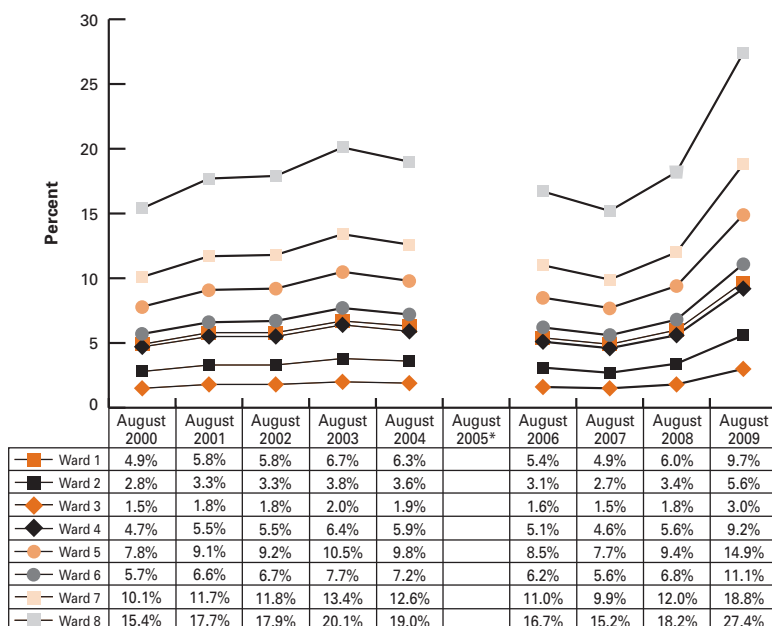 30
25
20
15
10
5
0
Percent
August 2000 August 2001 August 2002 August 2003 August 2004 August 2005* August 2006 August 2007 August 2008 August 2009
Ward 1 4.9% 5.8% 5.8% 6.7% 6.3% 5.4% 4.9% 6.0% 9.7%
Ward 2 2.8% 3.3% 3.3% 3.8% 3.6% 3.1% 2.7% 3.4% 5.6%
Ward 3 1.5% 1.8% 1.8% 2.0% 1.9% 1.6% 1.5% 1.8% 3.0%
Ward 4 4.7% 5.5% 5.5% 6.4% 5.9% 5.1% 4.6% 5.6% 9.2%
Ward 5 7.8% 9.1% 9.2% 10.5% 9.8% 8.5% 7.7% 9.4% 14.9%
Ward 6 5.7% 6.6% 6.7% 7.7% 7.2% 6.2% 5.6% 6.8% 11.1%
Ward 7 10.1% 11.7% 11.8% 13.4% 12.6% 11.0% 9.9% 12.0% 18.8%
Ward 8 15.4% 17.7% 17.9% 20.1% 19.0% 16.7% 15.2% 18.2% 27.4%